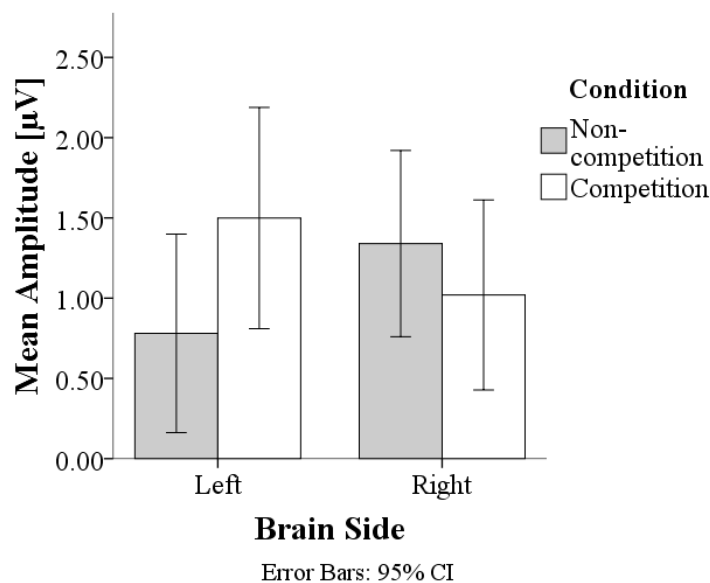 Mean Amplitude [µV]
2.50
2.00
1.50
1.00
0.50
0.00
Left
Right
Brain Side
Error Bars: 95% CI
Condition
Non-
competition
Competition